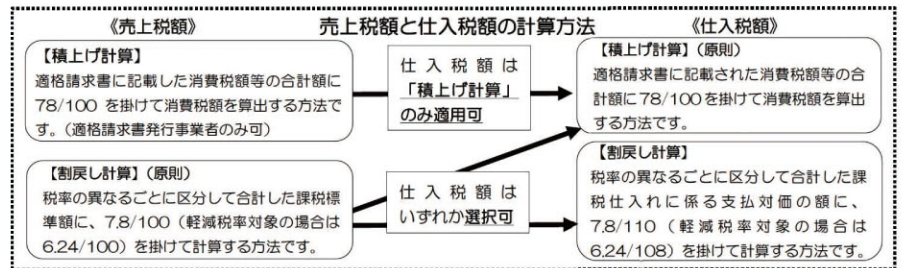 売上税額と仕入税額の計算方法
《売上税額》
【積上げ計算】
適格請求書に記載した消費税額等の合計額に
78/100 を掛けて消費税額を算出する方法で
す。（適格請求書発行事業者のみ可）
【割戻し計算】（原則）
税率の異なるごとに区分して合計した課税標
準額に、7.8/100（軽減税率対象の場合は
6.24/100）を掛けて計算する方法です。
仕入税額は
「積上げ計算」
のみ適用可
仕入税額は
いずれか選択可
《仕入税額》
【積上げ計算】（原則）
適格請求書に記載された消費税額等の合
計額に78/100を掛けて消費税額を算出
する方法です。
【割戻し計算】
税率の異なるごとに区分して合計した課
税仕入れに係る支払対価の額に、
7.8/110（軽減税率対象の場合は
6.24/108）を掛けて計算する方法です。